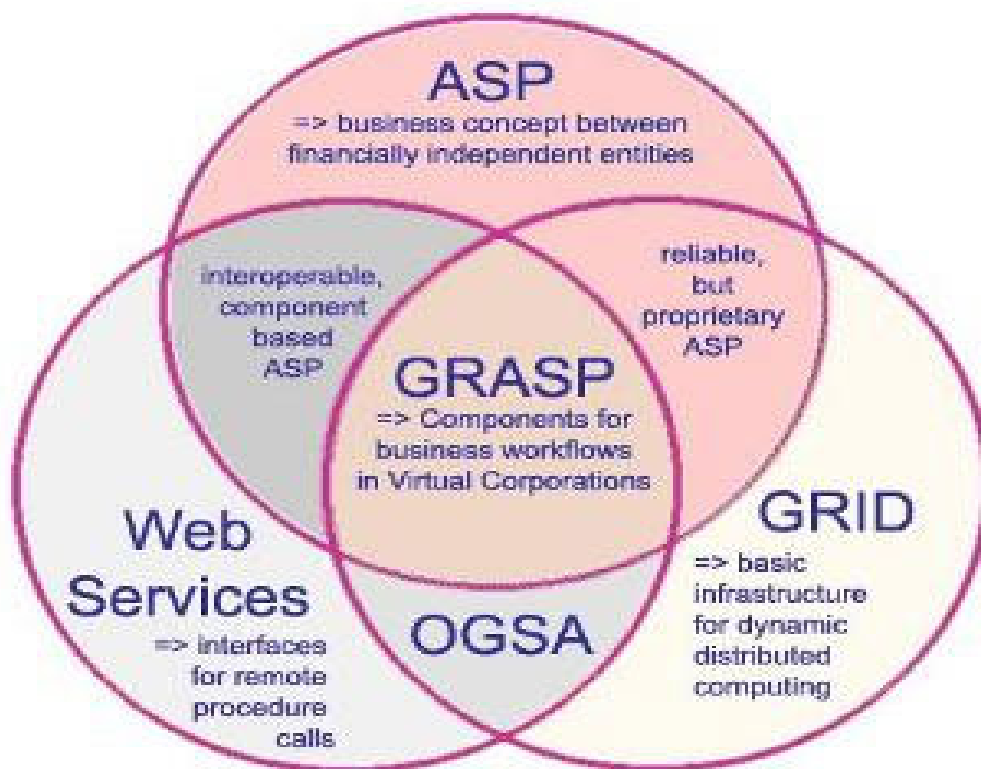 ASP
=> business concept between
financially independent entities
interoperable,
component
based
ASP
reliable,
but
proprietary
ASP
GRASP
=> Components for
business workflows
in Virtual Corporations
Web
Services
=> interfaces
for remote
procedure
calls
OGSA
GRID
=> basic
infrastructure
for dynamic
distributed
computing